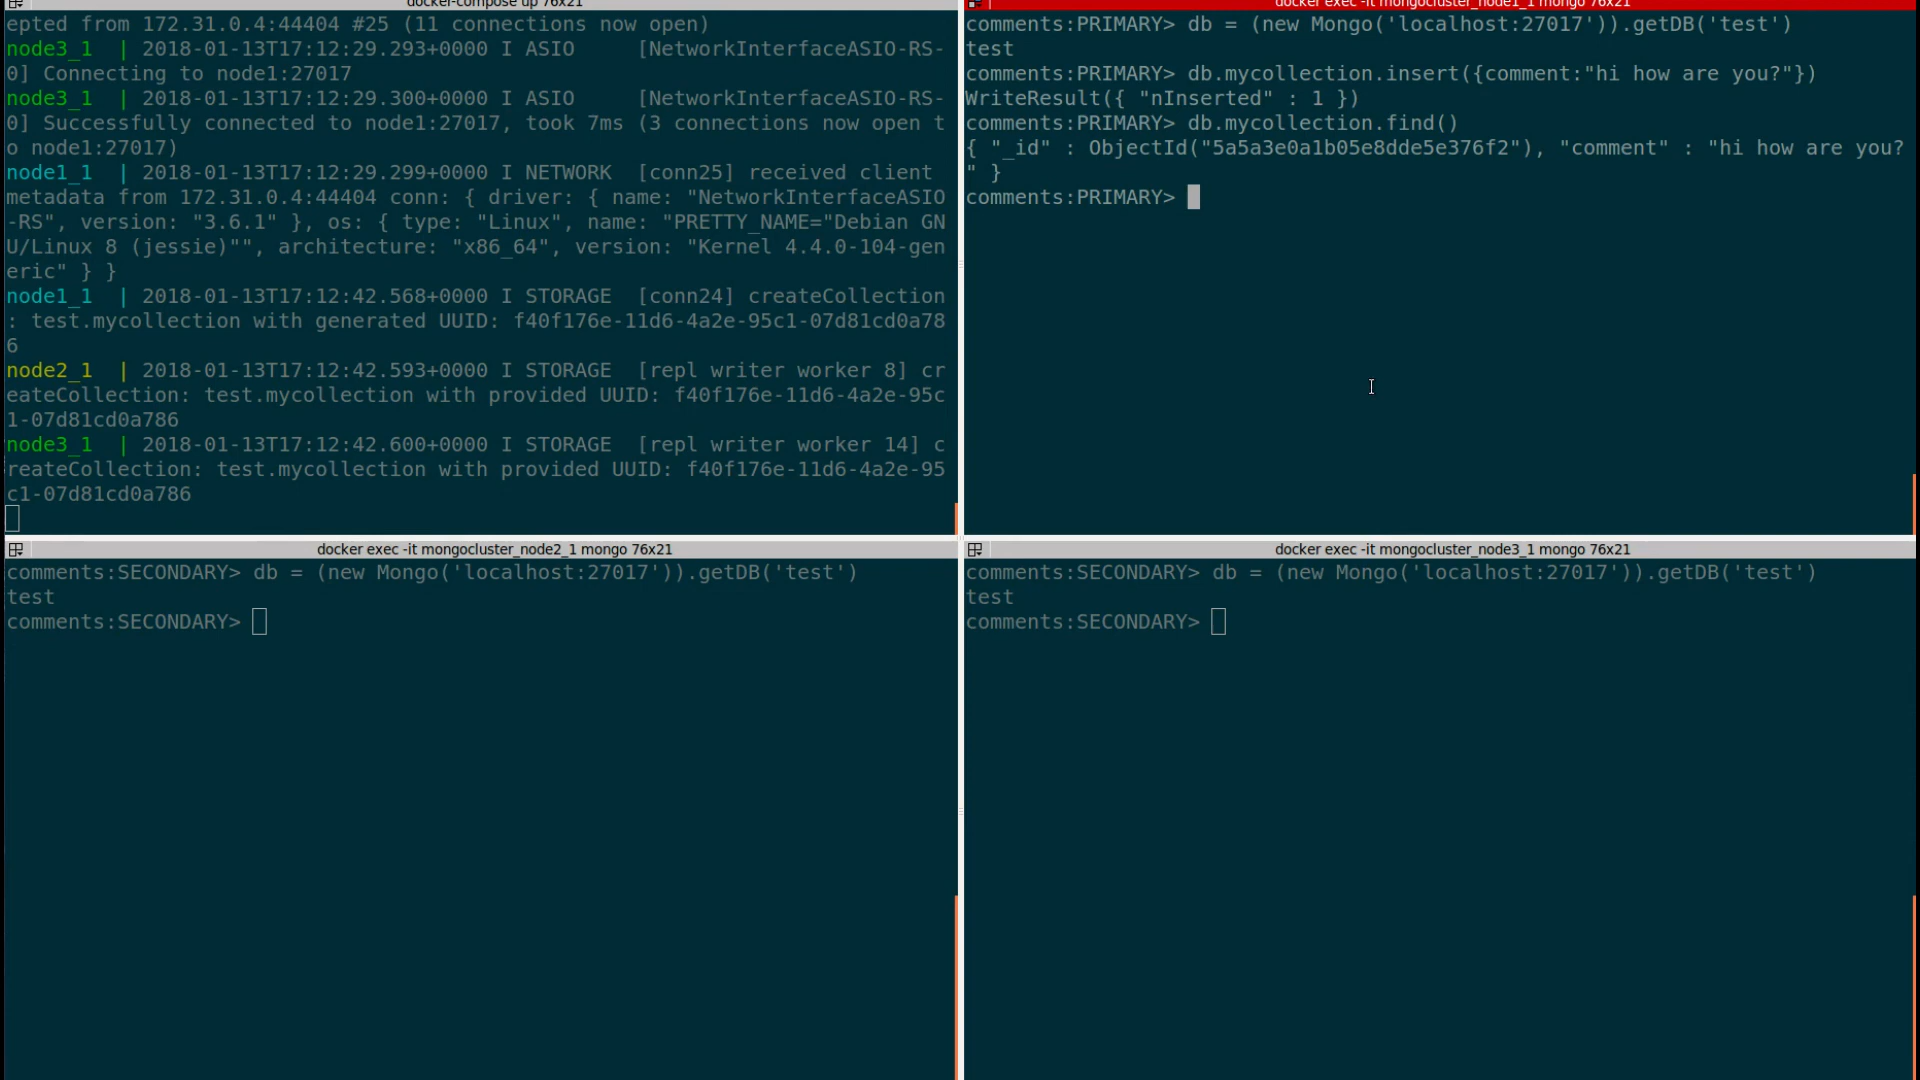 docker-compose up 76x21
epted from 172.31.0.4:44404 #25 (11 connections now open)
node3_1  | 2018-01-13T17:12:29.293+0000 I ASIO     [NetworkInterfaceASIO-RS-
0] Connecting to node1:27017
node3_1  | 2018-01-13T17:12:29.300+0000 I ASIO     [NetworkInterfaceASIO-RS-
0] Successfully connected to node1:27017, took 7ms (3 connections now open t
o node1:27017)
node1_1  | 2018-01-13T17:12:29.299+0000 I NETWORK  [conn25] received client
metadata from 172.31.0.4:44404 conn: { driver: { name: "NetworkInterfaceASIO
-RS", version: "3.6.1" }, os: { type: "Linux", name: "PRETTY_NAME="Debian GN
U/Linux 8 (jessie)"", architecture: "x86_64", version: "Kernel 4.4.0-104-gen
eric" } }
node1_1  | 2018-01-13T17:12:42.568+0000 I STORAGE  [conn24] createCollection
: test.mycollection with generated UUID: f40f176e-11d6-4a2e-95c1-07d81cd0a78
6
node2_1  | 2018-01-13T17:12:42.593+0000 I STORAGE  [repl writer worker 8] cr
eateCollection: test.mycollection with provided UUID: f40f176e-11d6-4a2e-95c
1-07d81cd0a786
node3_1  | 2018-01-13T17:12:42.600+0000 I STORAGE  [repl writer worker 14] c
reateCollection: test.mycollection with provided UUID: f40f176e-11d6-4a2e-95
c1-07d81cd0a786
docker exec -it mongocluster_node1_1 mongo 76x21
comments:PRIMARY> db = (new Mongo('localhost:27017')).getDB('test')
test
comments:PRIMARY> db.mycollection.insert({comment:"hi how are you?"})
WriteResult({ "nInserted" : 1 })
comments:PRIMARY> db.mycollection.find()
{ "_id" : ObjectId("5a5a3e0a1b05e8dde5e376f2"), "comment" : "hi how are you?
" }
comments:PRIMARY>
docker exec -it mongocluster_node2_1 mongo 76x21
comments:SECONDARY> db = (new Mongo('localhost:27017')).getDB('test')
test
comments:SECONDARY>
docker exec -it mongocluster_node3_1 mongo 76x21
comments:SECONDARY> db = (new Mongo('localhost:27017')).getDB('test')
test
comments:SECONDARY>